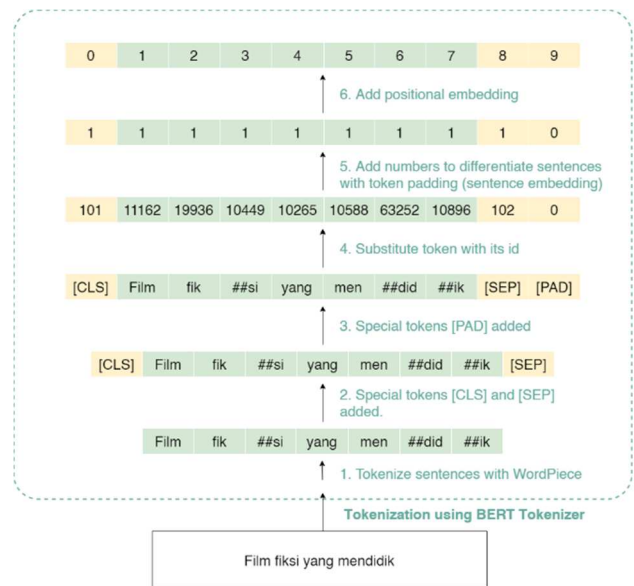 0 1 2 3 4 5 6 7 8 9
6. Add positional embedding
1 1 1 1 1 1 1 1 1 0
5. Add numbers to differentiate sentences
with token padding (sentence embedding)
101 11162 19936 10449 10265 10588 63252 10896 102 0
4. Substitute token with its id
[CLS] Film fik ##si yang men ##did ##ik [SEP] [PAD]
3. Special tokens [PAD] added
[CLS] Film fik ##si yang men ##did ##ik [SEP]
2. Special tokens [CLS] and [SEP]
added.
Film fik ##si yang men ##did ##ik
1. Tokenize sentences with WordPiece
Tokenization using BERT Tokenizer
Film fiksi yang mendidik